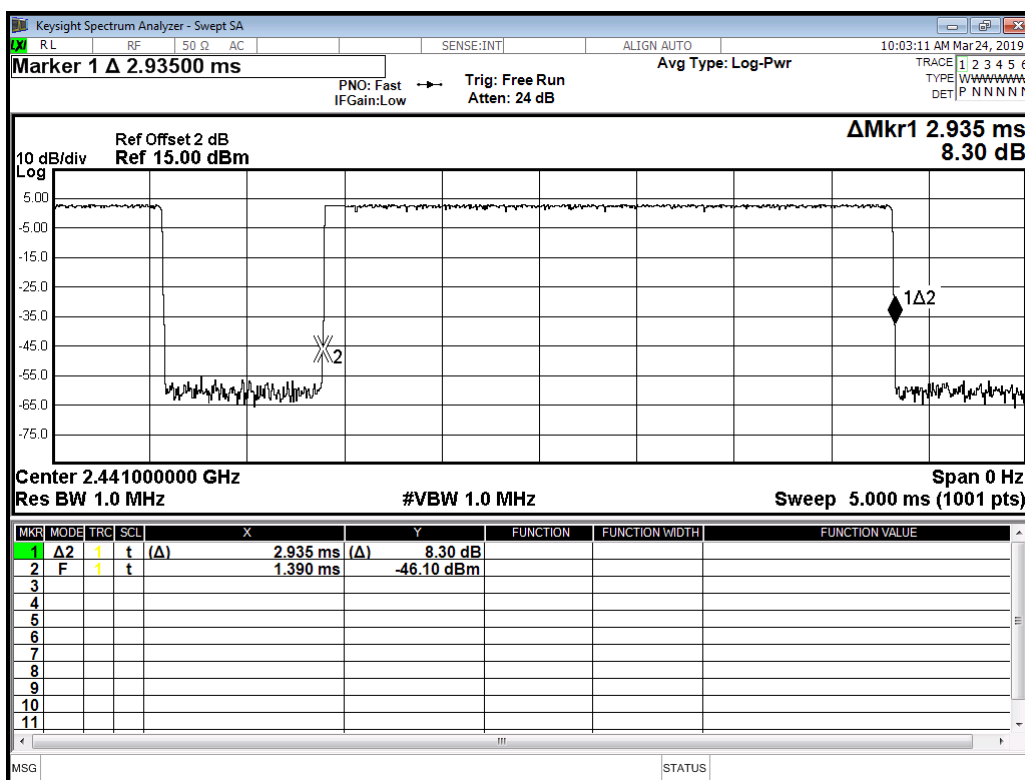 Keysight Spectrum Analyzer - Swept SA
LXI RL RF 50 Ω AC SENSE:INT ALIGN AUTO 10:03:11 AM Mar 24, 2019
Marker 1 Δ 2.93500 ms
PNO: Fast
IFGain:Low
Trig: Free Run
Atten: 24 dB
Avg Type: Log-Pwr
TRACE 1 2 3 4 5 6
TYPE WWWWWW
DET P N N N N N
ΔMkr1 2.935 ms
8.30 dB
Ref Offset 2 dB
10 dB/div Ref 15.00 dBm
Log
5.00
-5.00
-15.0
-25.0
1Δ2
-35.0
-45.0
2
-55.0
-65.0
-75.0
Center 2.441000000 GHz Span 0 Hz
Res BW 1.0 MHz #VBW 1.0 MHz Sweep 5.000 ms (1001 pts)
MKR MODE TRC SCL X Y FUNCTION FUNCTION WIDTH FUNCTION VALUE
1 Δ2 1 t (Δ) 2.935 ms (Δ) 8.30 dB
2 F 1 t 1.390 ms -46.10 dBm
3
4
5
6
7
8
9
10
11
MSG STATUS